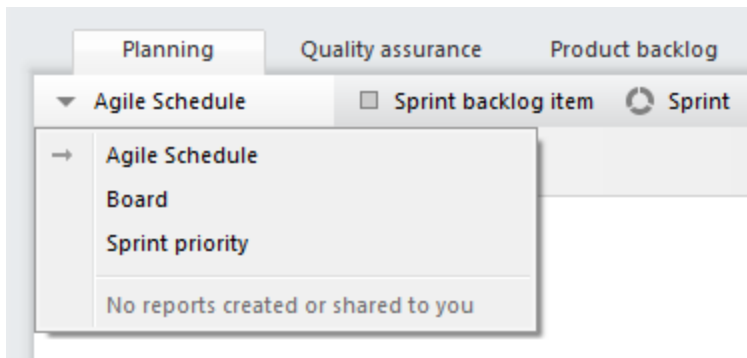 Planning Quality assurance Product backlog
Agile Schedule Sprint backlog item Sprint
Agile Schedule
Board
Sprint priority
No reports created or shared to you